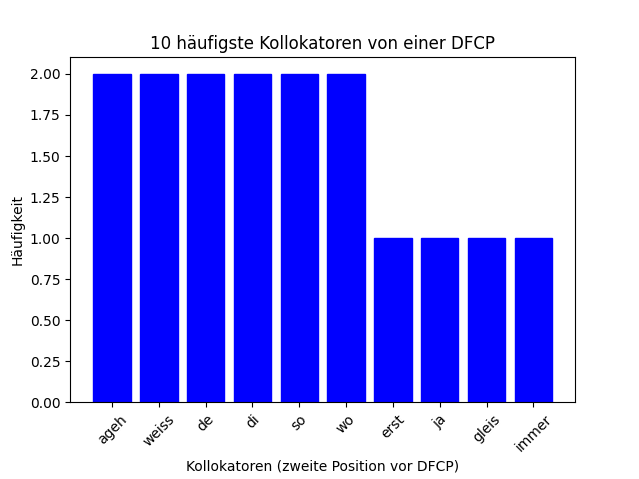 10 häufigste Kollokatoren von einer DFCP
2.00
1.75
1.50
1.25
1.00
0.75
0.50
0.25
0.00
Häufigkeit
ageh
weiss
de
di
so
wo
erst
ja
gleis
immer
Kollokatoren (zweite Position vor DFCP)